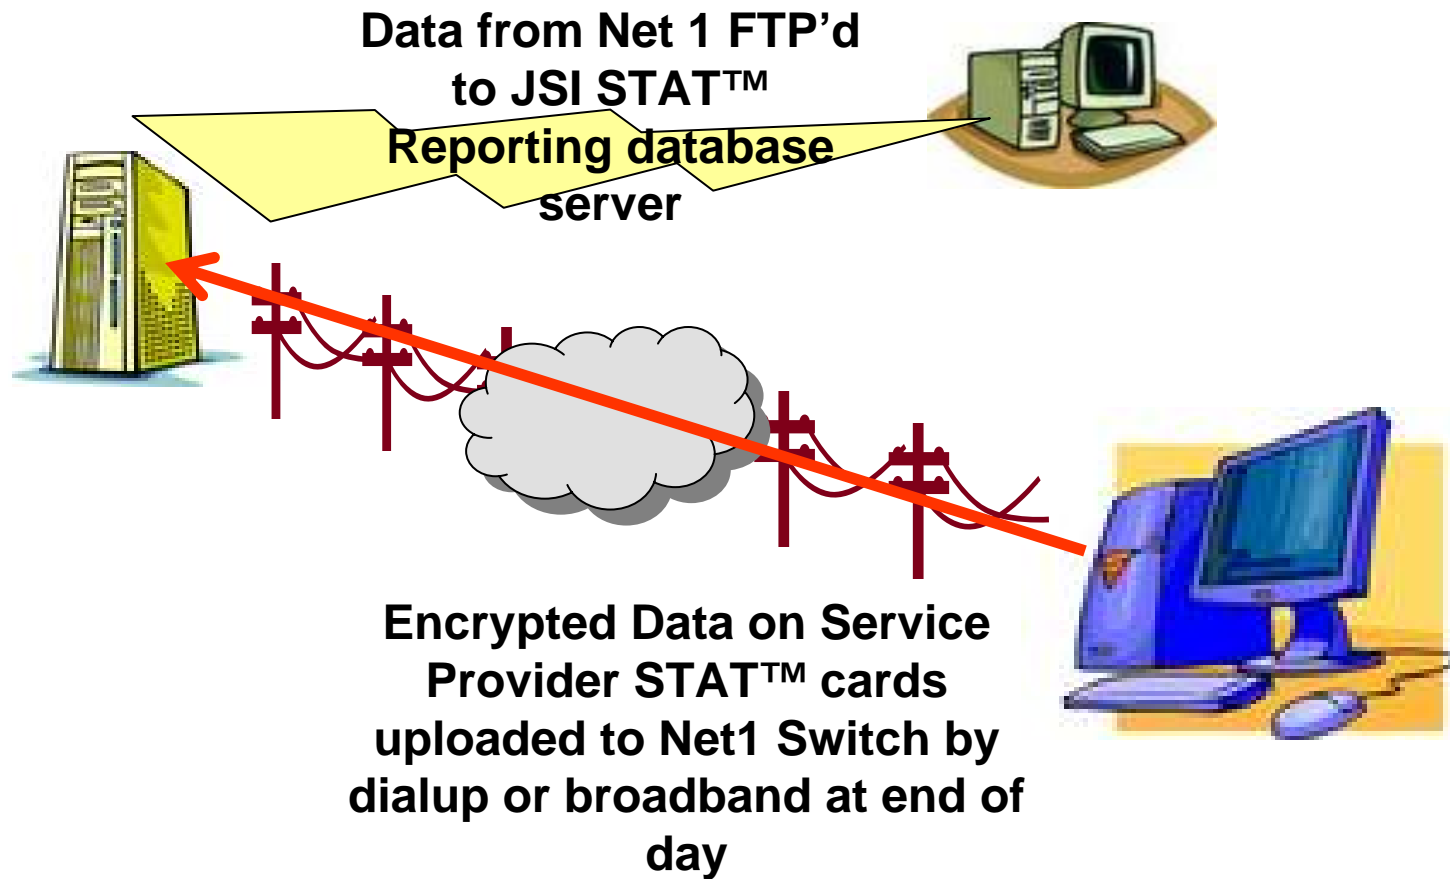 Data from Net 1 FTP’d
to JSI STAT™
Reporting database
server
Encrypted Data on Service
Provider STAT™ cards
uploaded to Net1 Switch by
dialup or broadband at end of
day